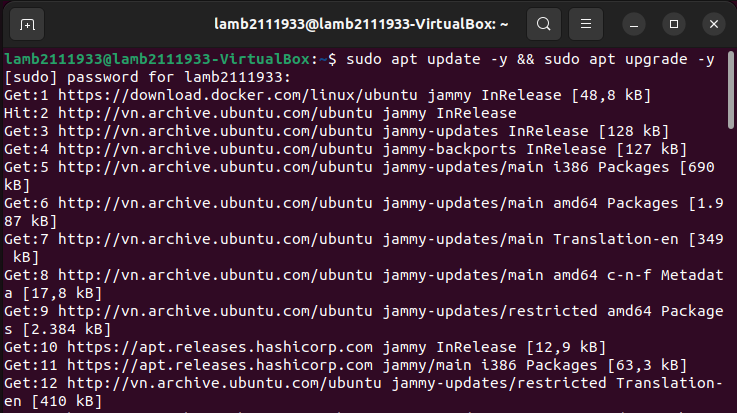 lamb2111933@lamb2111933-VirtualBox: ~
lamb2111933@lamb2111933-VirtualBox:~$ sudo apt update -y && sudo apt upgrade -y
[sudo] password for lamb2111933:
Get:1 https://download.docker.com/linux/ubuntu jammy InRelease [48,8 kB]
Hit:2 http://vn.archive.ubuntu.com/ubuntu jammy InRelease
Get:3 http://vn.archive.ubuntu.com/ubuntu jammy-updates InRelease [128 kB]
Get:4 http://vn.archive.ubuntu.com/ubuntu jammy-backports InRelease [127 kB]
Get:5 http://vn.archive.ubuntu.com/ubuntu jammy-updates/main i386 Packages [690
kB]
Get:6 http://vn.archive.ubuntu.com/ubuntu jammy-updates/main amd64 Packages [1.9
87 kB]
Get:7 http://vn.archive.ubuntu.com/ubuntu jammy-updates/main Translation-en [349
kB]
Get:8 http://vn.archive.ubuntu.com/ubuntu jammy-updates/main amd64 c-n-f Metadat
a [17,8 kB]
Get:9 http://vn.archive.ubuntu.com/ubuntu jammy-updates/restricted amd64 Package
s [2.384 kB]
Get:10 https://apt.releases.hashicorp.com jammy InRelease [12,9 kB]
Get:11 https://apt.releases.hashicorp.com jammy/main i386 Packages [63,3 kB]
Get:12 http://vn.archive.ubuntu.com/ubuntu jammy-updates/restricted Translation-
en [410 kB]